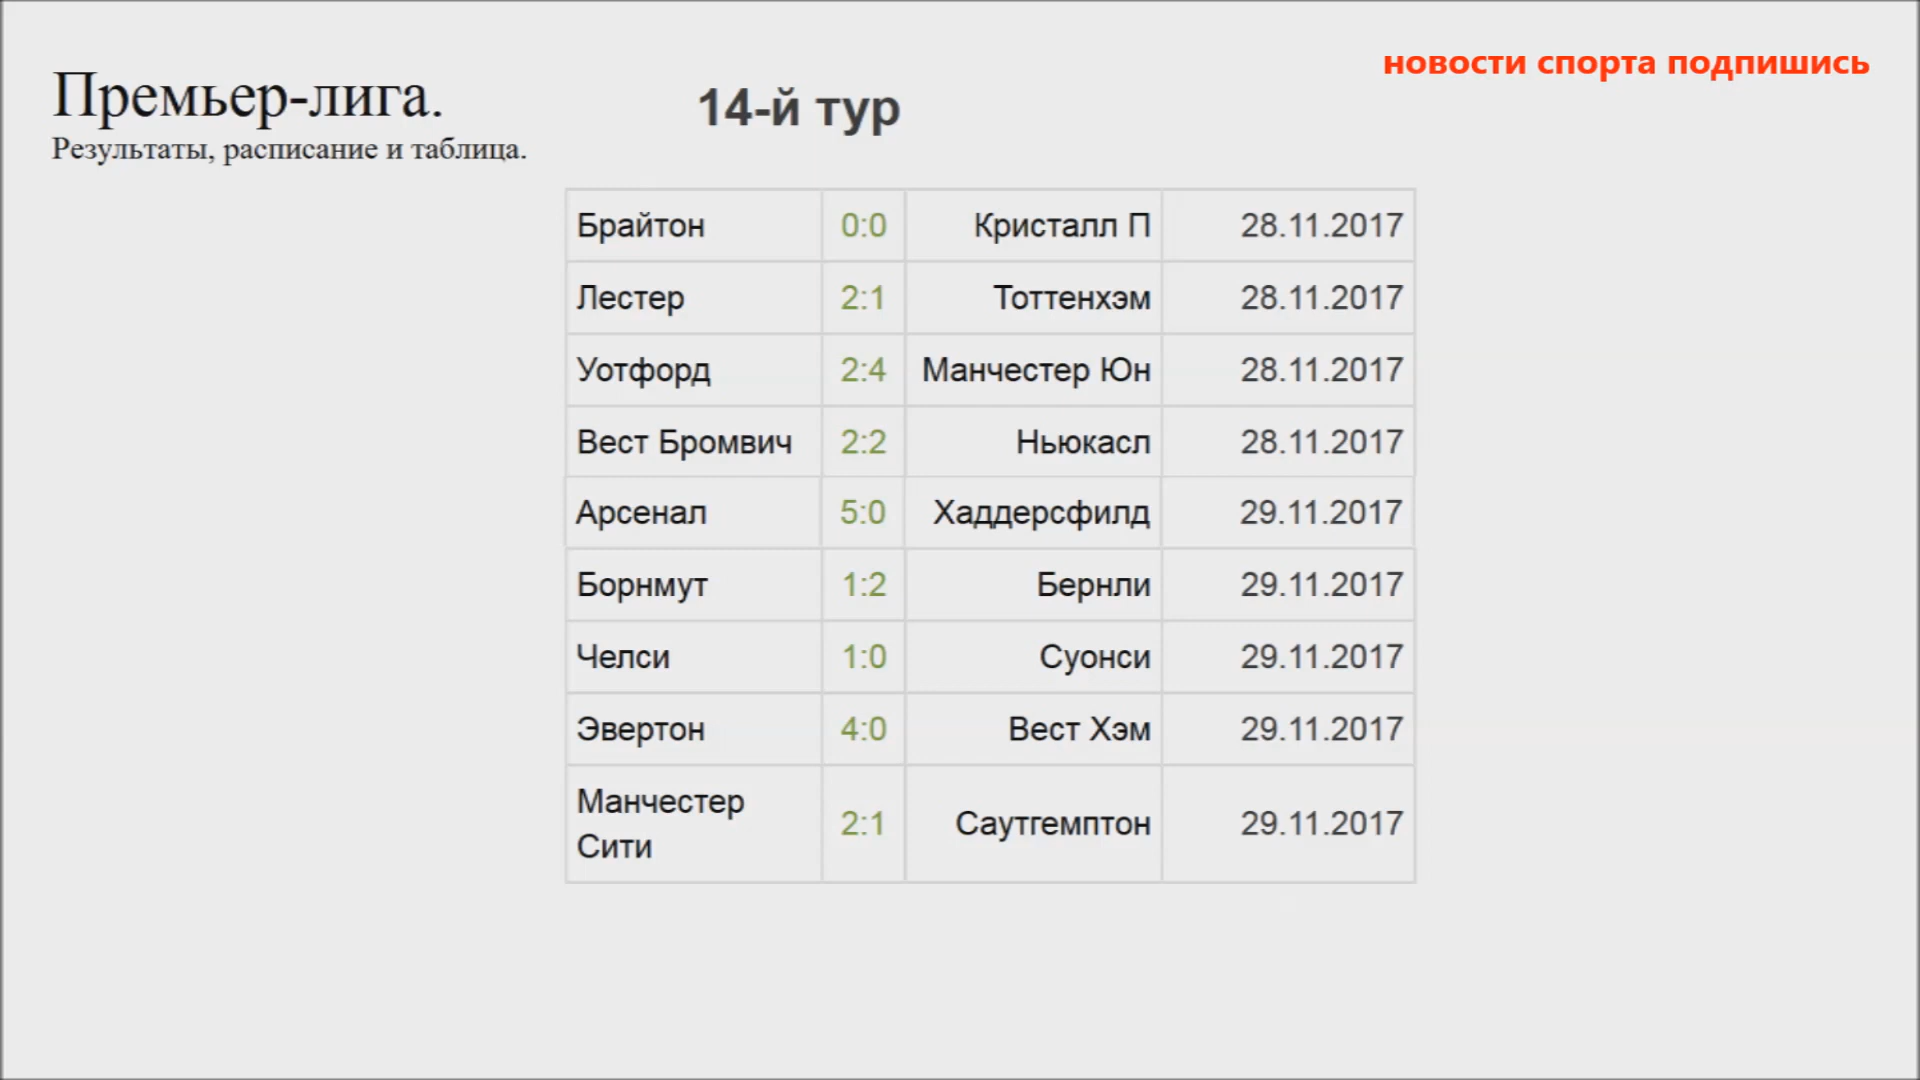 новости спорта подпишись
Премьер-лига.
14-й тур
Результаты, расписание и таблица.
Брайтон 0:0 Кристалл П 28.11.2017
Лестер 2:1 Тоттенхэм 28.11.2017
Уотфорд 2:4 Манчестер Юн 28.11.2017
Вест Бромвич 2:2 Ньюкасл 28.11.2017
Арсенал 5:0 Хаддерсфилд 29.11.2017
Борнмут 1:2 Бернли 29.11.2017
Челси 1:0 Суонси 29.11.2017
Эвертон 4:0 Вест Хэм 29.11.2017
Манчестер
Сити 2:1 Саутгемптон 29.11.2017